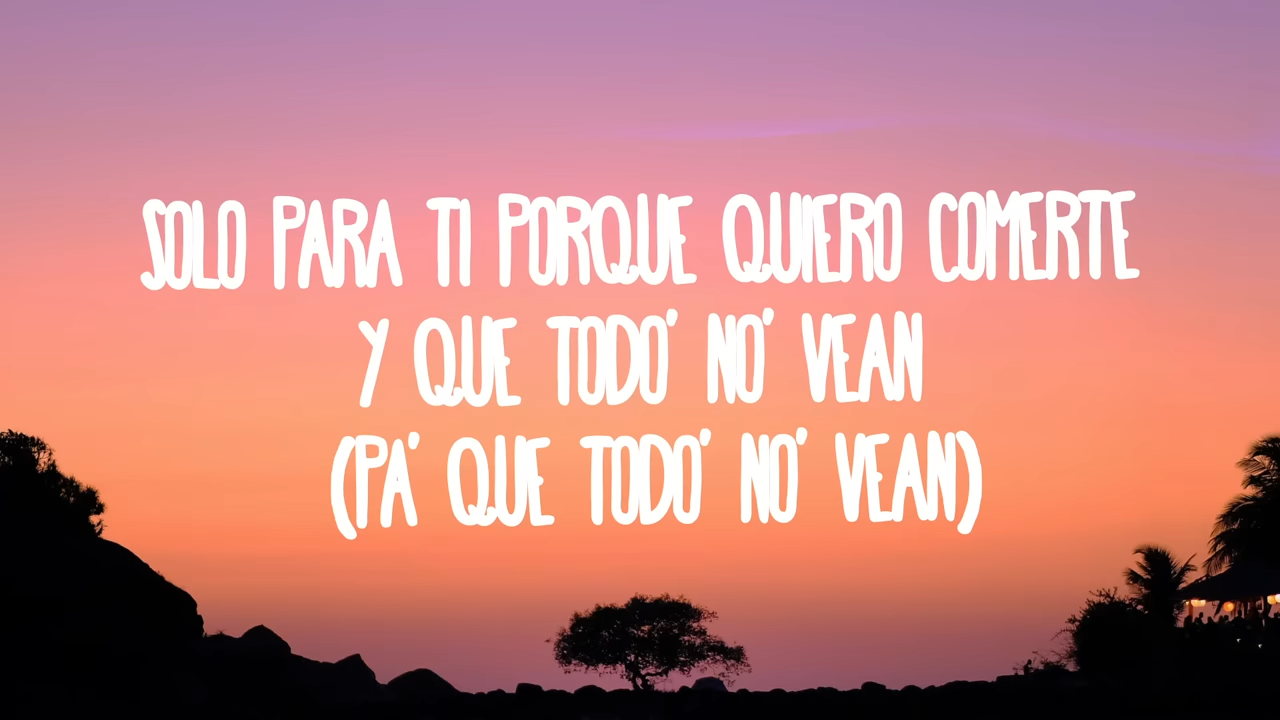 SOLO PARA TI PORQUE QUIERO COMERTE
Y QUE TODO' NO' VEAN
(PA' QUE TODO' NO' VEAN)